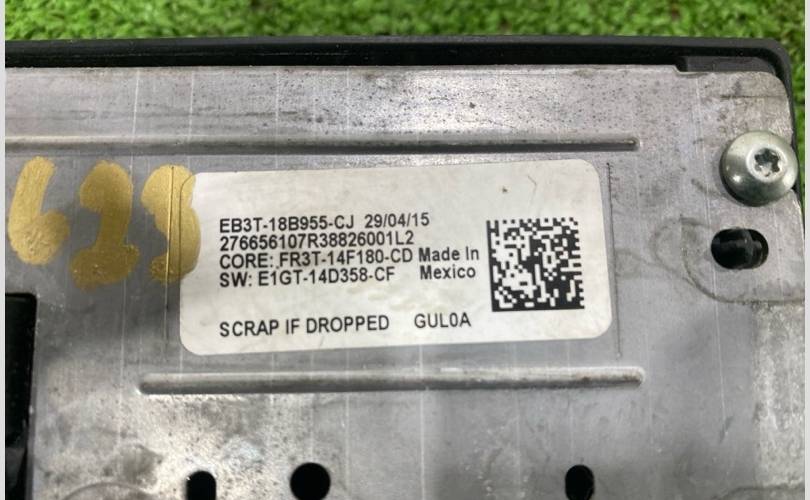 623
EB3T-18B955-CJ 29/04/15
276656107R38826001L2
CORE: FR3T-14F180-CD Made In
SW: E1GT-14D358-CF Mexico
SCRAP IF DROPPED GUL0A